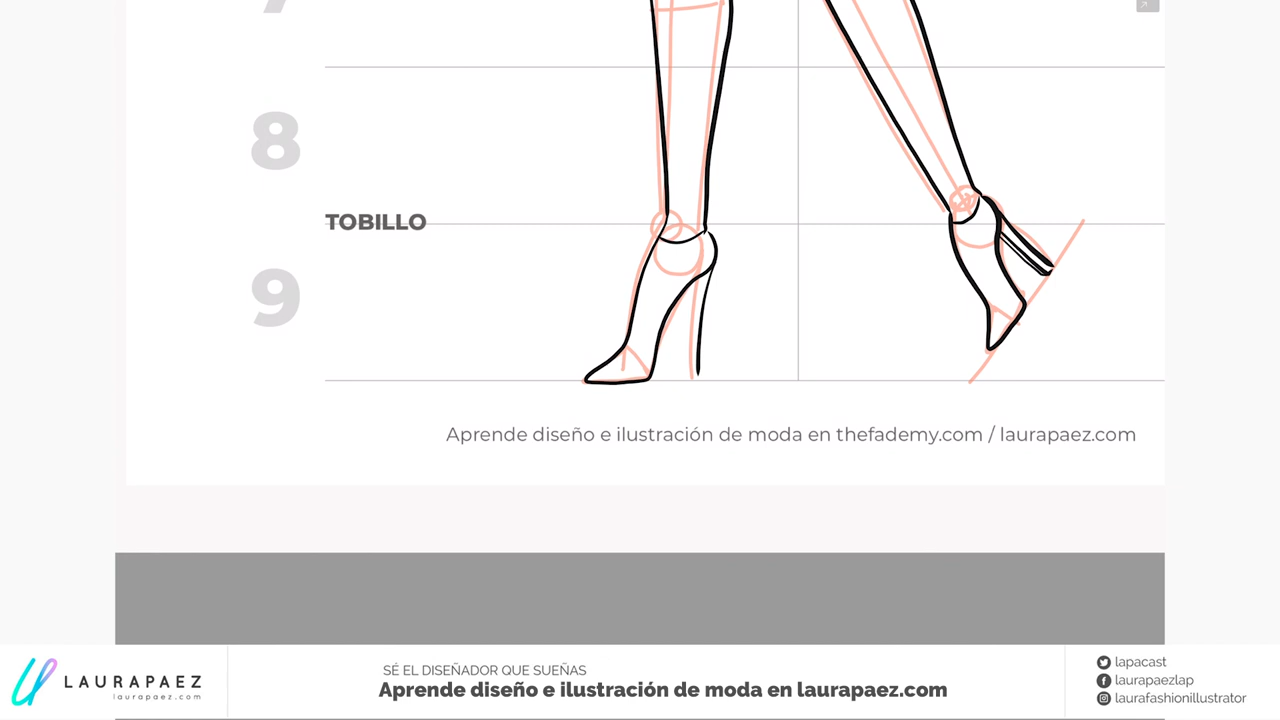 8
TOBILLO
9
Aprende diseño e ilustración de moda en thefademy.com / laurapaez.com
LAURAPAEZ
laurapaez.com
SÉ EL DISEÑADOR QUE SUEÑAS
Aprende diseño e ilustración de moda en laurapaez.com
lapacast
laurapaezlap
laurafashionillustrator